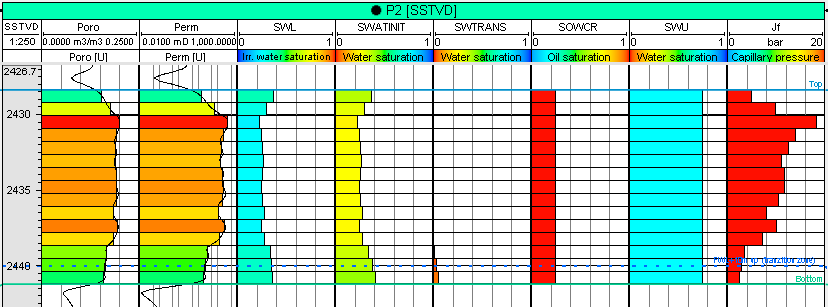 P2 [SSTVD]
SSTVD Poro Perm SWL SWATINIT SWTRANS SOWCR SWU Jf
1:250 0.0000 m3/m3 0.2500 0.0100 mD 1,000.0000 0 1 0 1 0 1 0 1 0 1 0 bar 20
Poro [U] Perm [U] Irr. water saturation Water saturation Water saturation Oil saturation Water saturation Capillary pressure
2426.7
Top
2430
2435
2440
(tranzition zone)
Bottom